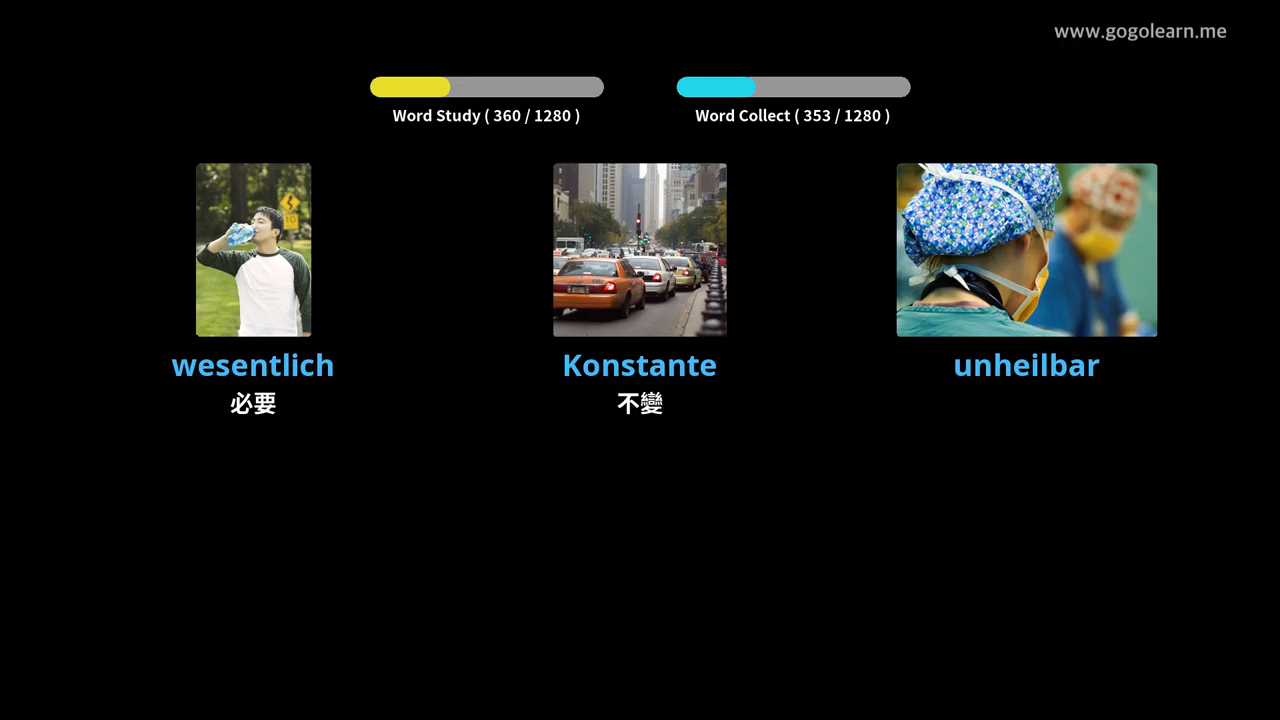 www.gogolearn.me
Word Study ( 360 / 1280 )
Word Collect ( 353 / 1280 )
wesentlich
必要
Konstante
不變
unheilbar